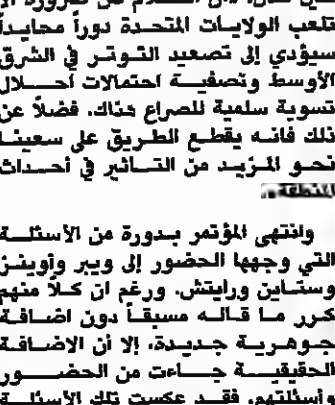 تلعب الولايات المتحدة دوراً محايداً
سيؤدي إلى تصعيد التوتر في الشرق
الأوسط وتصفية احتمالات احلال
تسوية سلمية للصراع هناك. فضلاً عن
ذلك فانه يقطع الطريق على سعينا
نحو المزيد من التأثير في أحداث
المنطقة».
وانتهى المؤتمر بدورة من الأسئلة
التي وجهها الحضور إلى ويبر وأوينز
وستاين ورايتش. ورغم ان كلاً منهم
كرر ما قاله مسبقاً دون اضافة
جوهرية جديدة، إلا أن الاضافة
الحقيقية جاءت من الحضور
وأسئلتهم. فقد عكست تلك الأسئلة